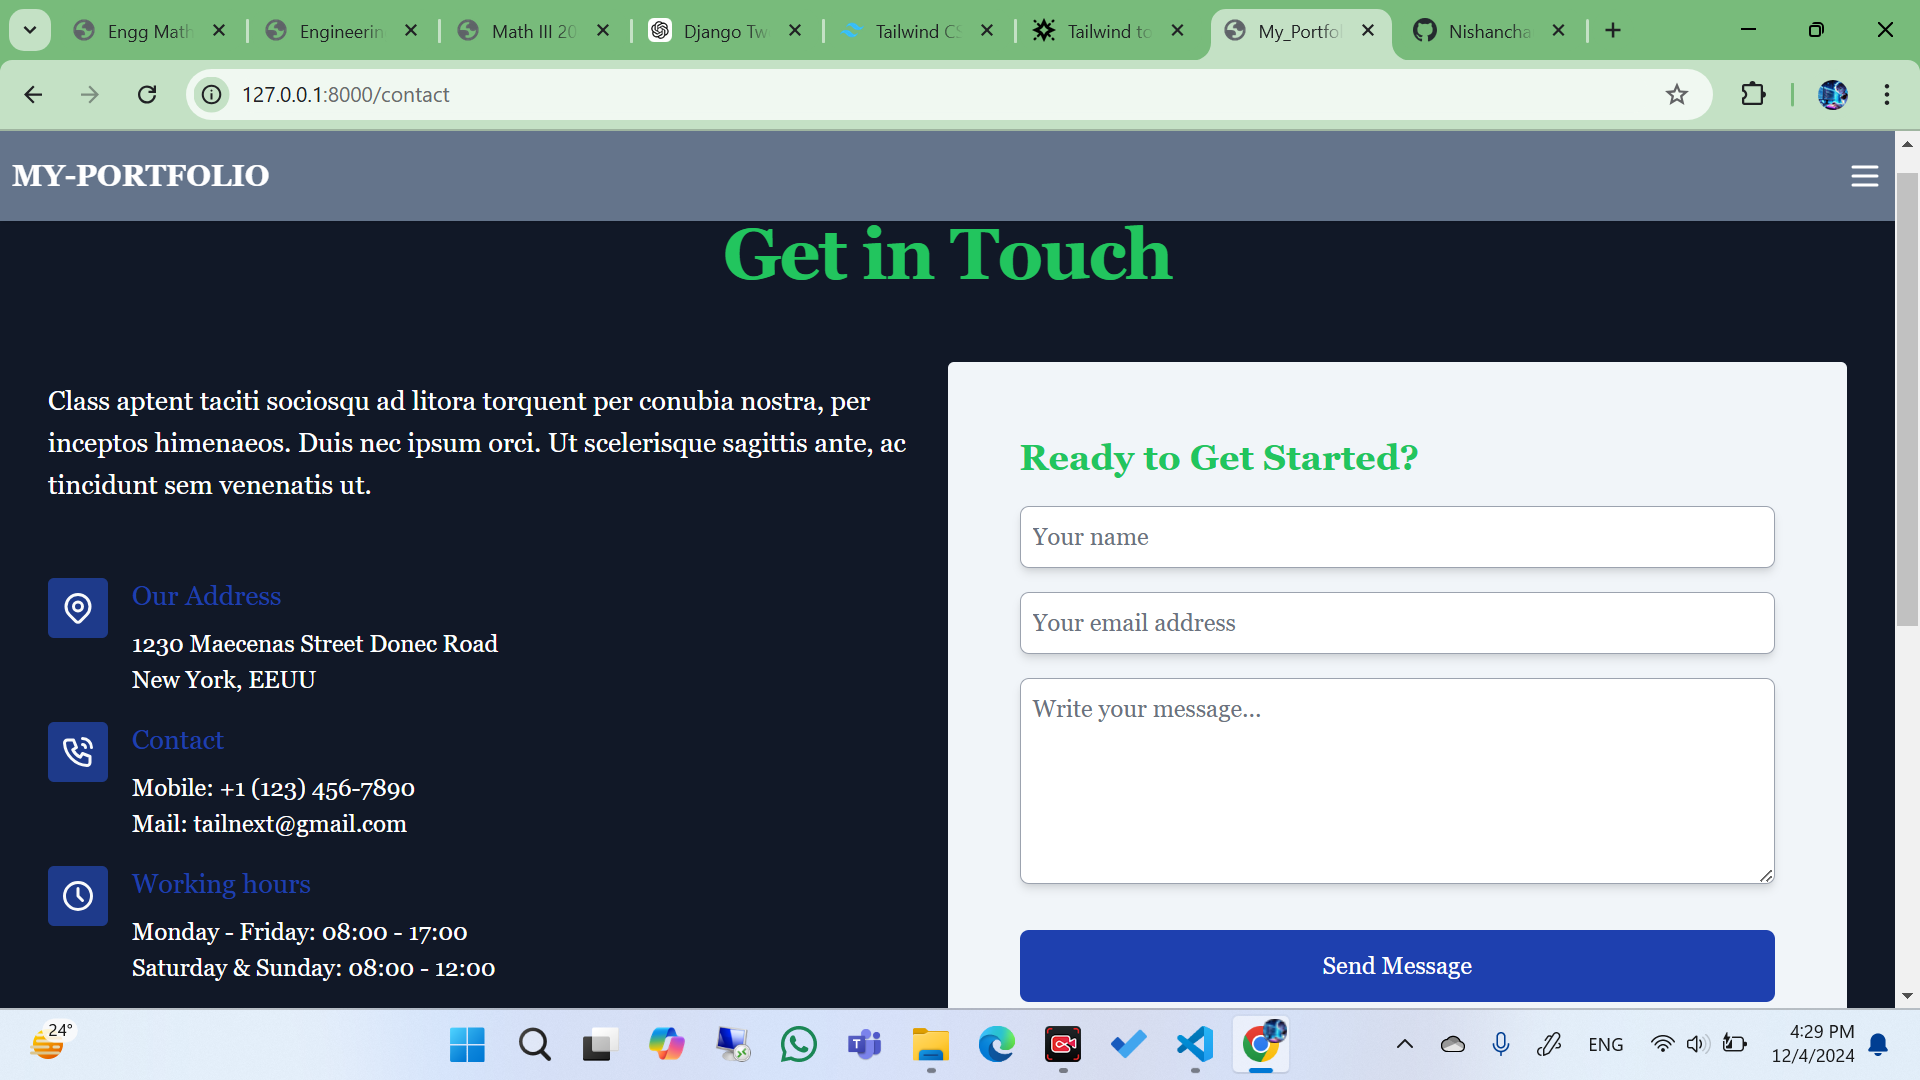 Engg Math
Engineerin
Math III 20
Django Tw
Tailwind CS
Tailwind to
My_Portfol
Nishancha
127.0.0.1:8000/contact
MY-PORTFOLIO
Get in Touch
Class aptent taciti sociosqu ad litora torquent per conubia nostra, per
inceptos himenaeos. Duis nec ipsum orci. Ut scelerisque sagittis ante, ac
tincidunt sem venenatis ut.
Our Address
1230 Maecenas Street Donec Road
New York, EEUU
Contact
Mobile: +1 (123) 456-7890
Mail: tailnext@gmail.com
Working hours
Monday - Friday: 08:00 - 17:00
Saturday & Sunday: 08:00 - 12:00
Ready to Get Started?
Your name
Your email address
Write your message...
Send Message
24°
ENG
4:29 PM
12/4/2024